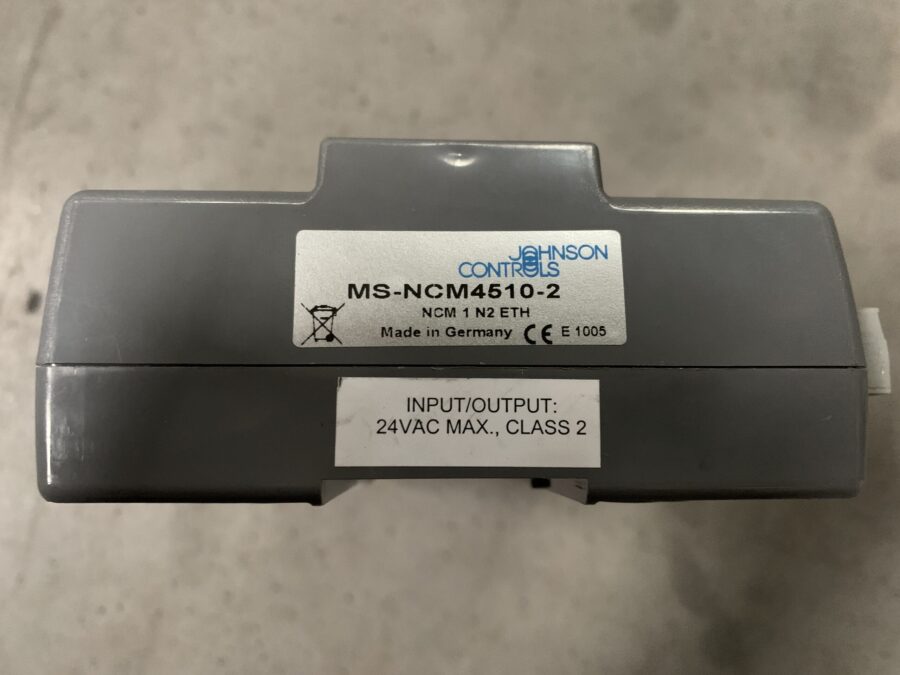 JOHNSON
CONTROLS
MS-NCM4510-2
NCM 1 N2 ETH
Made in Germany CE E 1005
INPUT/OUTPUT:
24VAC MAX., CLASS 2